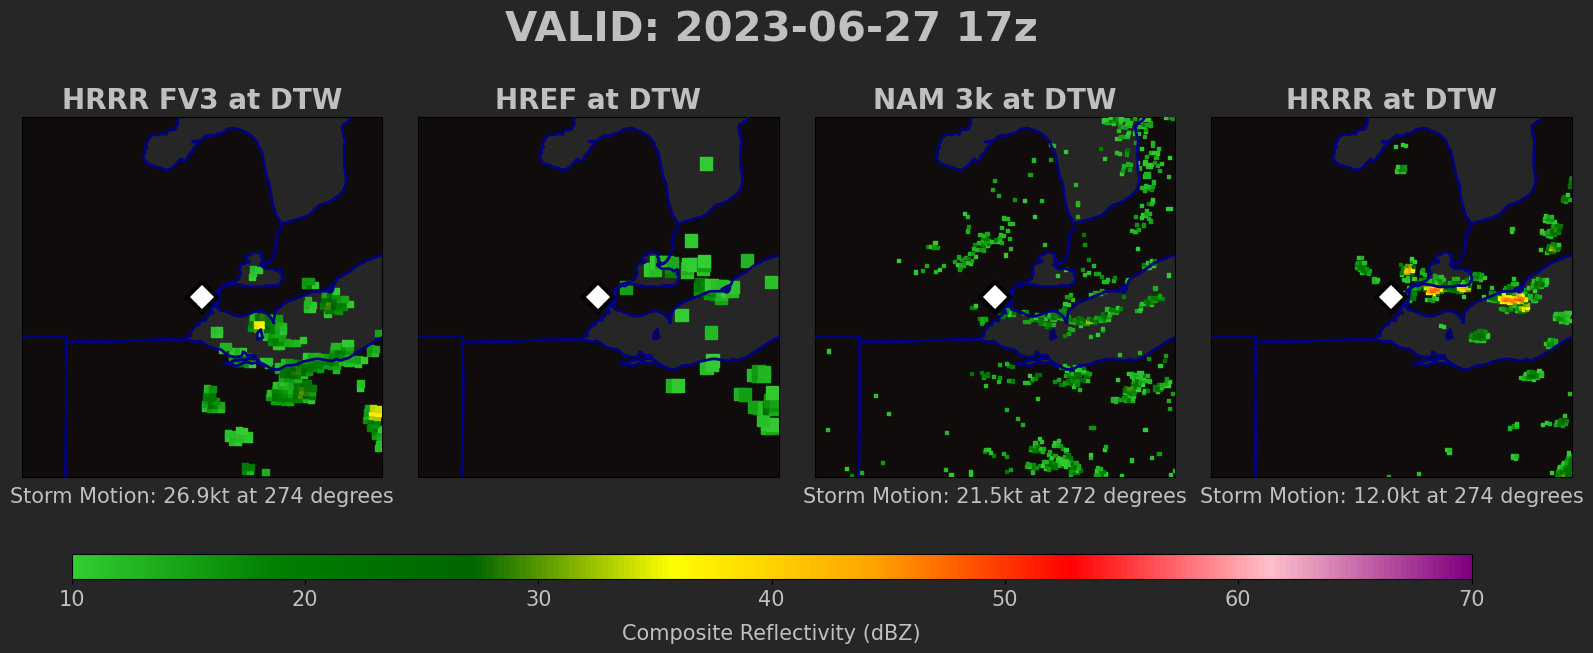 VALID: 2023-06-27 17z
HRRR FV3 at DTW
HREF at DTW
NAM 3k at DTW
HRRR at DTW
Storm Motion: 26.9kt at 274 degrees
Storm Motion: 21.5kt at 272 degrees
Storm Motion: 12.0kt at 274 degrees
10 20 30 40 50 60 70
Composite Reflectivity (dBZ)